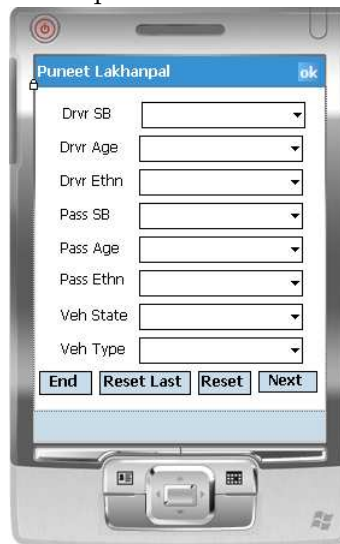 Puneet Lakhanpal ok
Drvr SB
Drvr Age
Drvr Ethn
Pass SB
Pass Age
Pass Ethn
Veh State
Veh Type
End Reset Last Reset Next